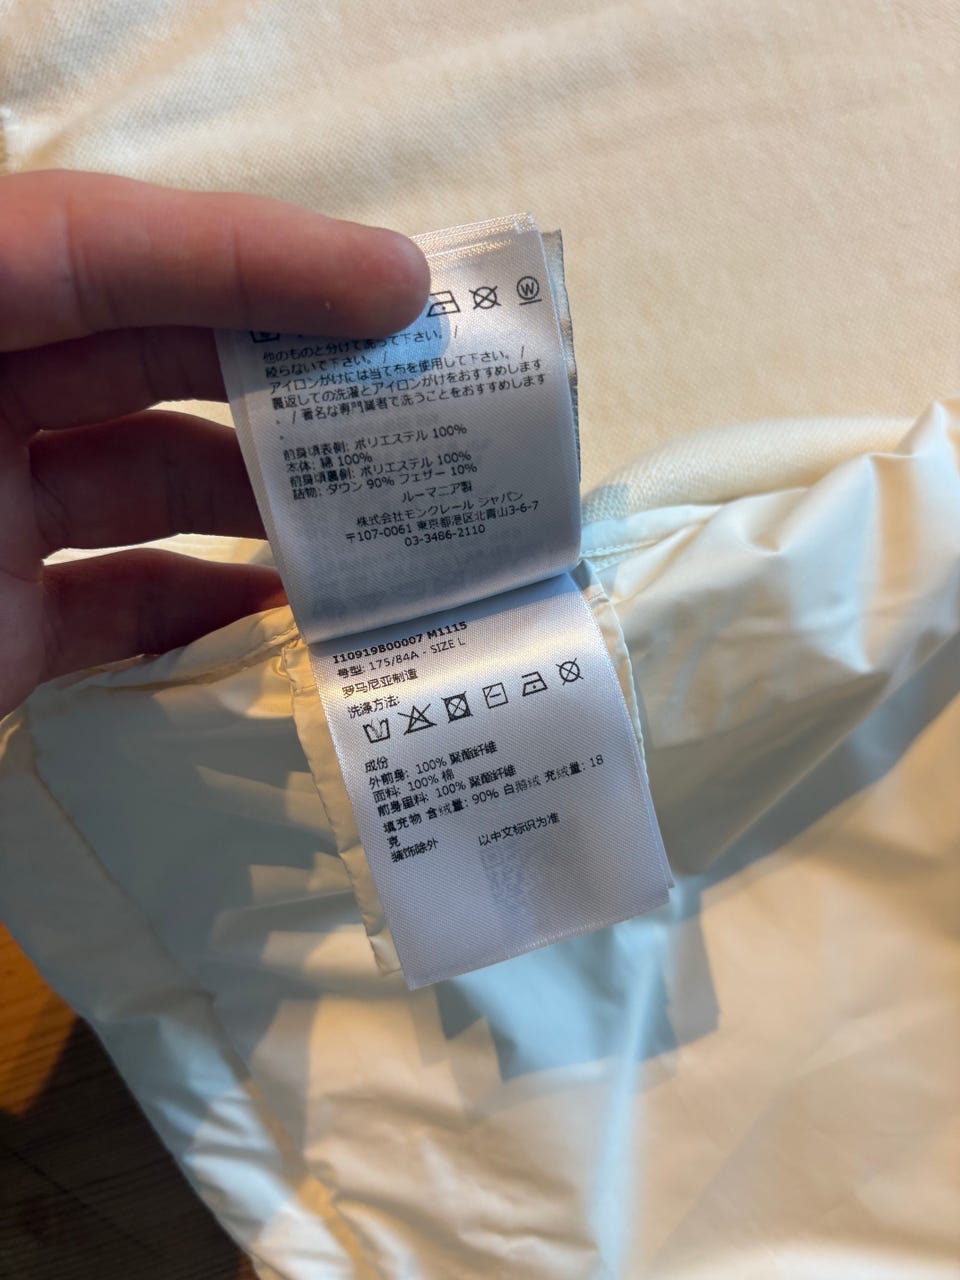 W
他のものと分けて洗って下さい。 /
絞らないで下さい。 /
アイロンがけには当て布を使用して下さい。 /
裏返しての洗濯とアイロンがけをおすすめします
。 / 著名な専門業者で洗うことをおすすめします
。
前身頃表側: ポリエステル 100%
本体: 綿 100%
前身頃裏側: ポリエステル 100%
詰物: ダウン 90% フェザー 10%
ルーマニア製
株式会社モンクレール ジャパン
〒107-0061 東京都港区北青山3-6-7
03-3486-2110
I10919B00007 M1115
号型: 175/84A - SIZE L
罗马尼亚制造
洗涤方法:
成份
外前身: 100% 聚酯纤维
面料: 100% 棉
前身里料: 100% 聚酯纤维
填充物 含绒量: 90% 白鹅绒 充绒量: 18
克
装饰除外 以中文标识为准